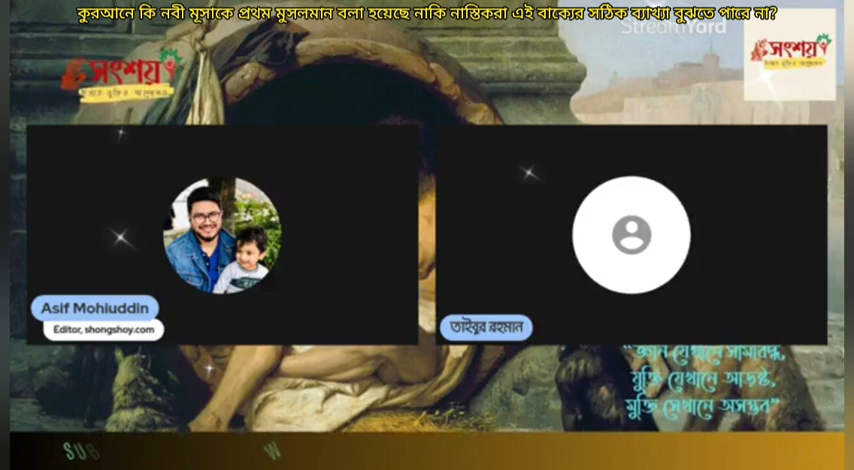 কুরআনে কি নবী মূসাকে প্রথম মুসলমান বলা হয়েছে নাকি নাস্তিকরা এই বাক্যের সঠিক ব্যাখ্যা বুঝতে পারে না?
StreamYard
সংশয়
সংশয়
Asif Mohiuddin
Editor, shongshoy.com
তাইবুর রহমান
“জ্ঞান যেখানে সীমাবদ্ধ,
যুক্তি যেখানে আড়ষ্ট,
মুক্তি সেখানে অসম্ভব”
SUB W